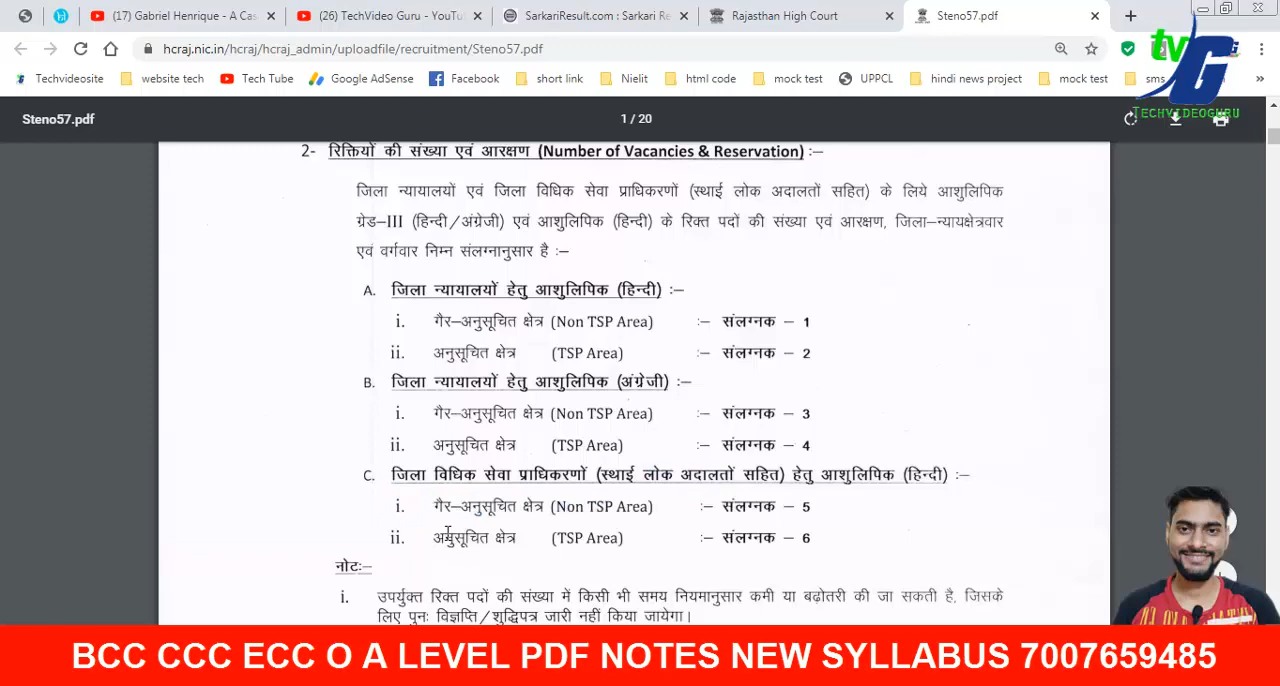 (17) Gabriel Henrique - A Cas
(26) TechVideo Guru - YouTu
SarkariResult.com : Sarkari Re
Rajasthan High Court
Steno57.pdf
hcraj.nic.in/hcraj/hcraj_admin/uploadfile/recruitment/Steno57.pdf
Techvideosite website tech Tech Tube Google AdSense Facebook short link Nielit html code mock test UPPCL hindi news project mock test sms
tv G
TECHVIDEOGURU
Steno57.pdf 1 / 20
2- रिक्तियों की संख्या एवं आरक्षण (Number of Vacancies & Reservation) :–
जिला न्यायालयों एवं जिला विधिक सेवा प्राधिकरणों (स्थाई लोक अदालतों सहित) के लिये आशुलिपिक
ग्रेड–III (हिन्दी/अंग्रेजी) एवं आशुलिपिक (हिन्दी) के रिक्त पदों की संख्या एवं आरक्षण, जिला–न्यायक्षेत्रवार
एवं वर्गवार निम्न संलग्नानुसार है :–
A. जिला न्यायालयों हेतु आशुलिपिक (हिन्दी) :–
i. गैर–अनुसूचित क्षेत्र (Non TSP Area) :– संलग्नक – 1
ii. अनुसूचित क्षेत्र (TSP Area) :– संलग्नक – 2
B. जिला न्यायालयों हेतु आशुलिपिक (अंग्रेजी) :–
i. गैर–अनुसूचित क्षेत्र (Non TSP Area) :– संलग्नक – 3
ii. अनुसूचित क्षेत्र (TSP Area) :– संलग्नक – 4
C. जिला विधिक सेवा प्राधिकरणों (स्थाई लोक अदालतों सहित) हेतु आशुलिपिक (हिन्दी) :–
i. गैर–अनुसूचित क्षेत्र (Non TSP Area) :– संलग्नक – 5
ii. अनुसूचित क्षेत्र (TSP Area) :– संलग्नक – 6
नोटः–
i. उपर्युक्त रिक्त पदों की संख्या में किसी भी समय नियमानुसार कमी या बढ़ोतरी की जा सकती है, जिसके
लिए पुनः विज्ञप्ति/शुद्धिपत्र जारी नहीं किया जायेगा।
BCC CCC ECC O A LEVEL PDF NOTES NEW SYLLABUS 7007659485